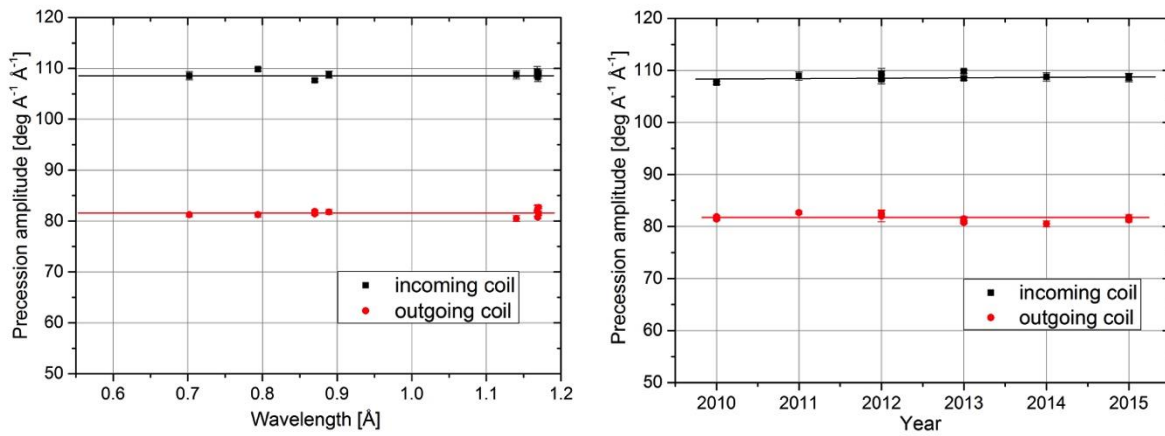 120
110
100
90
80
70
60
50
Precession amplitude [deg A⁻¹ Å⁻¹]
incoming coil
outgoing coil
0.6 0.7 0.8 0.9 1.0 1.1 1.2
Wavelength [Å]
120
110
100
90
80
70
60
50
Precession amplitude [deg A⁻¹ Å⁻¹]
incoming coil
outgoing coil
2010 2011 2012 2013 2014 2015
Year